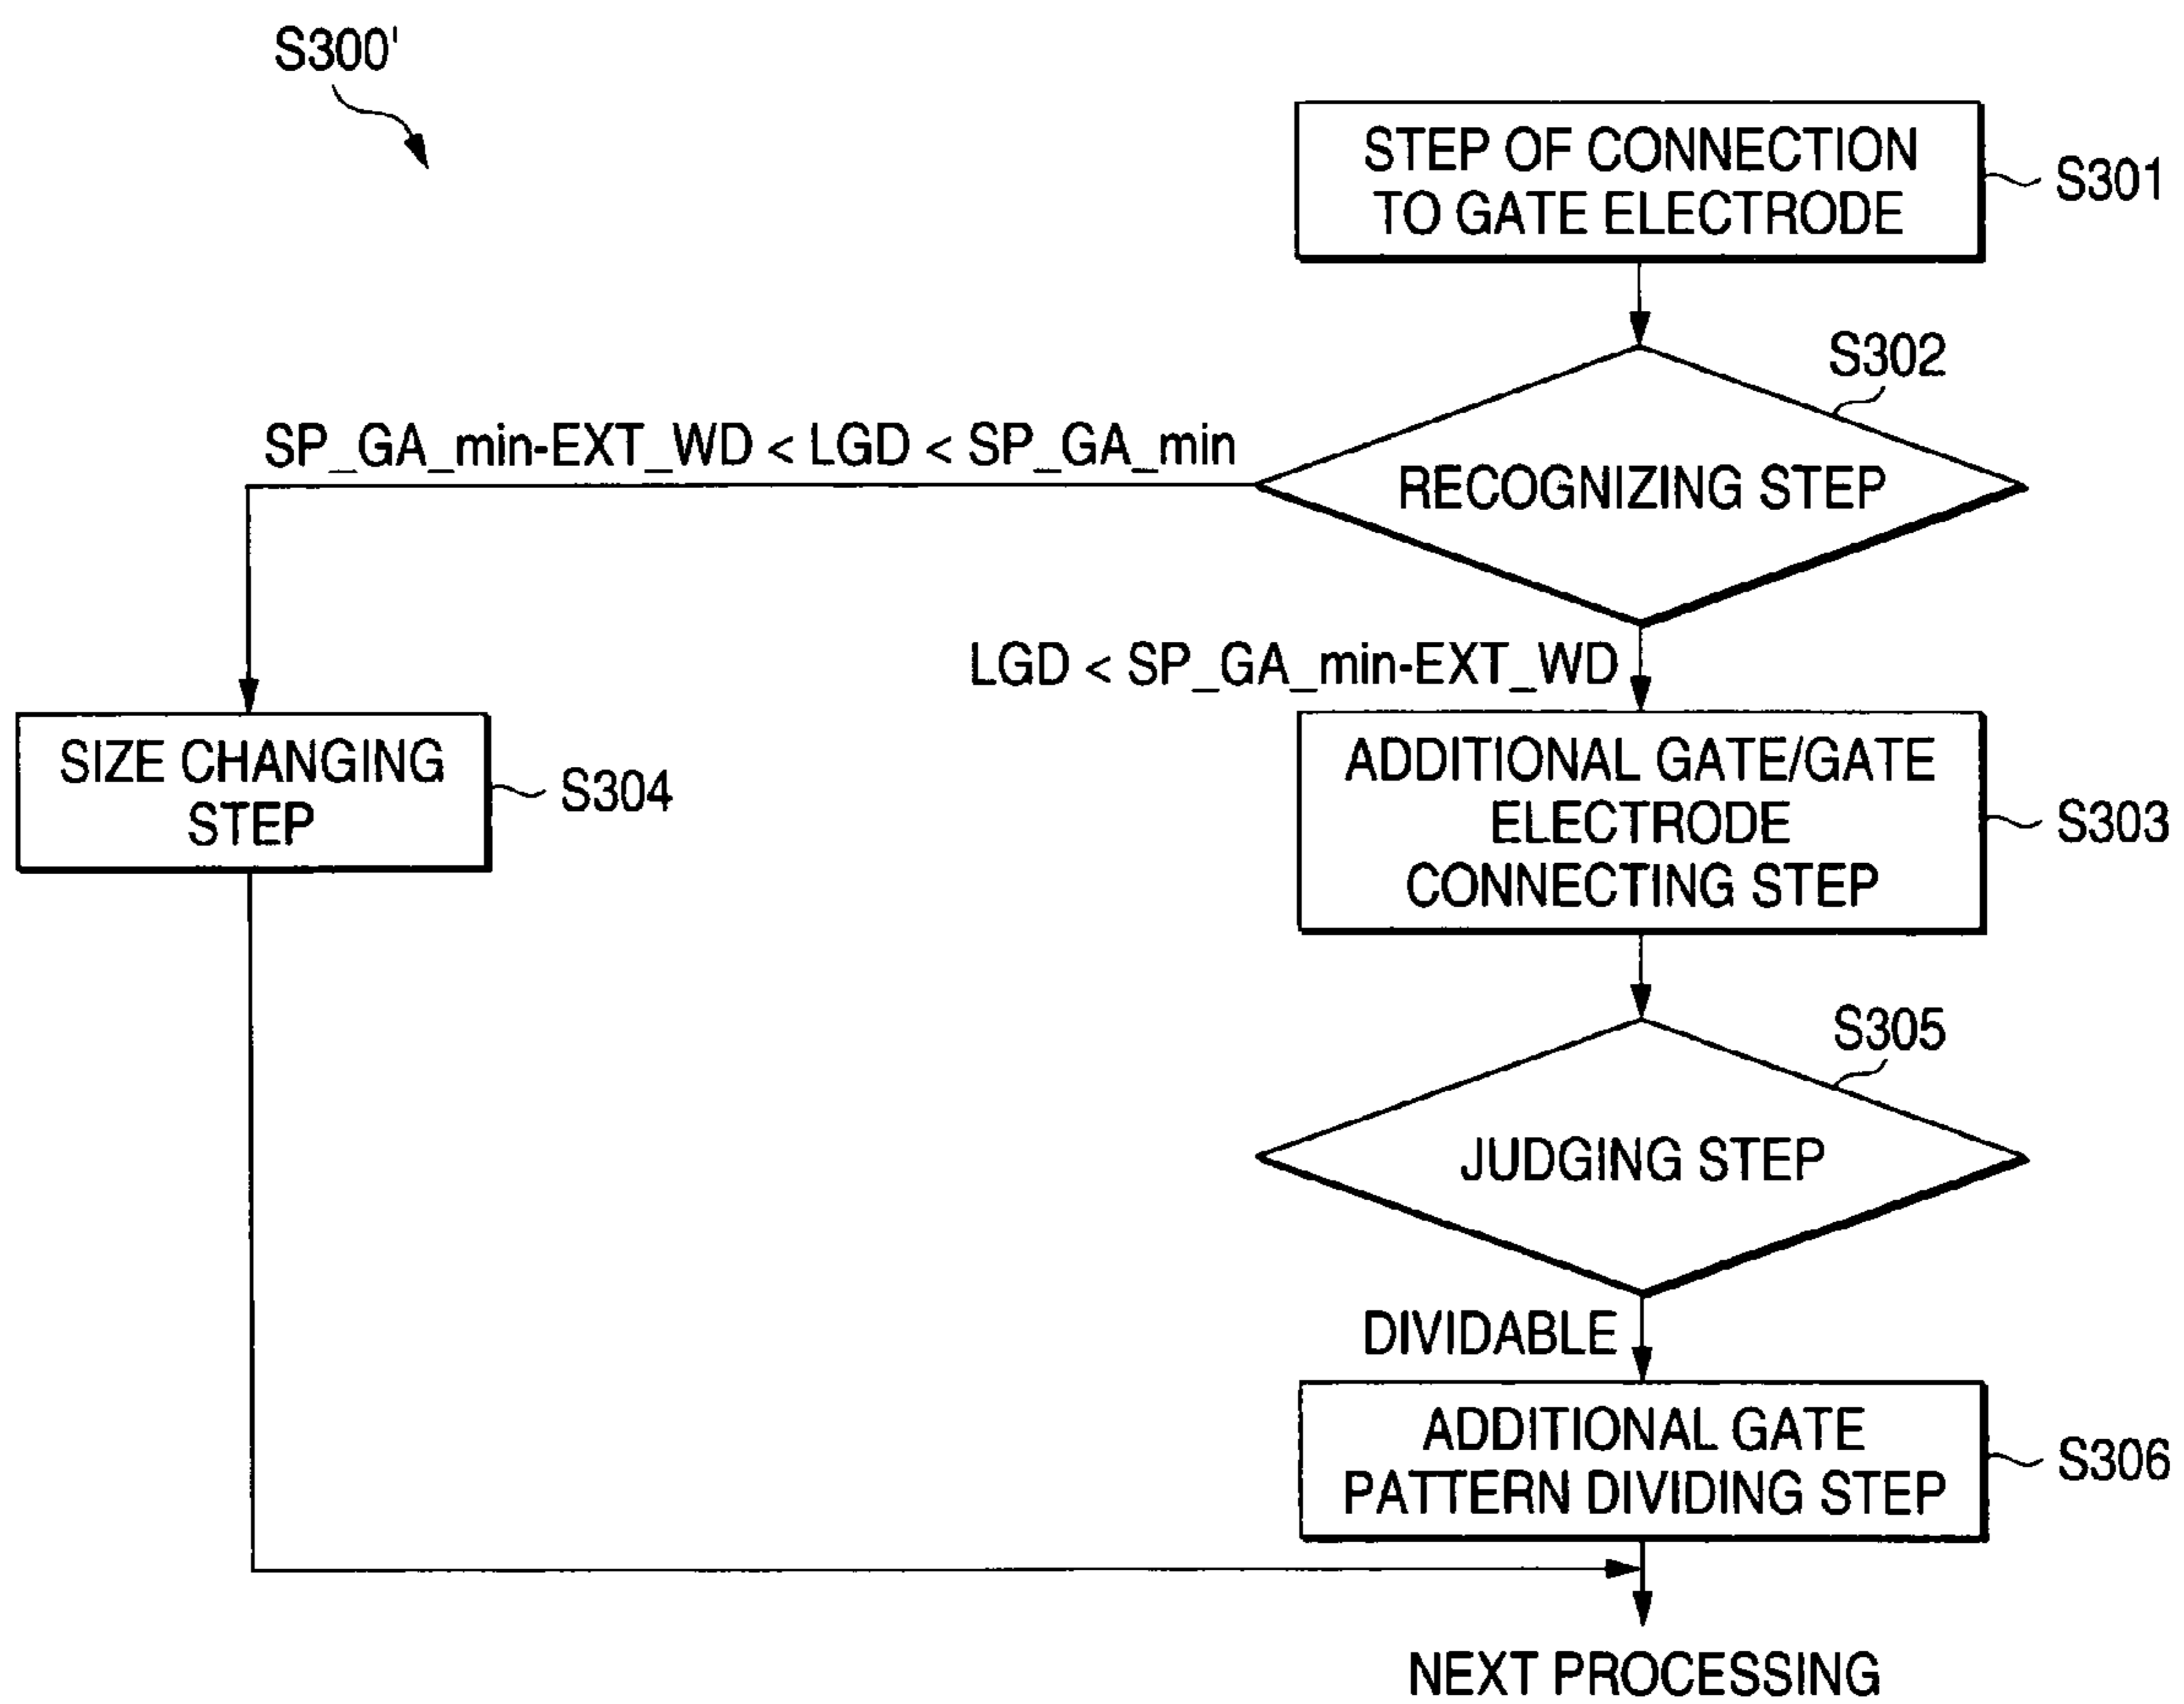 S300'
STEP OF CONNECTION
TO GATE ELECTRODE
S301
S302
SP_GA_min-EXT_WD < LGD < SP_GA_min
RECOGNIZING STEP
LGD < SP_GA_min-EXT_WD
SIZE CHANGING
STEP
S304
ADDITIONAL GATE/GATE
ELECTRODE
CONNECTING STEP
S303
S305
JUDGING STEP
DIVIDABLE
ADDITIONAL GATE
PATTERN DIVIDING STEP
S306
NEXT PROCESSING